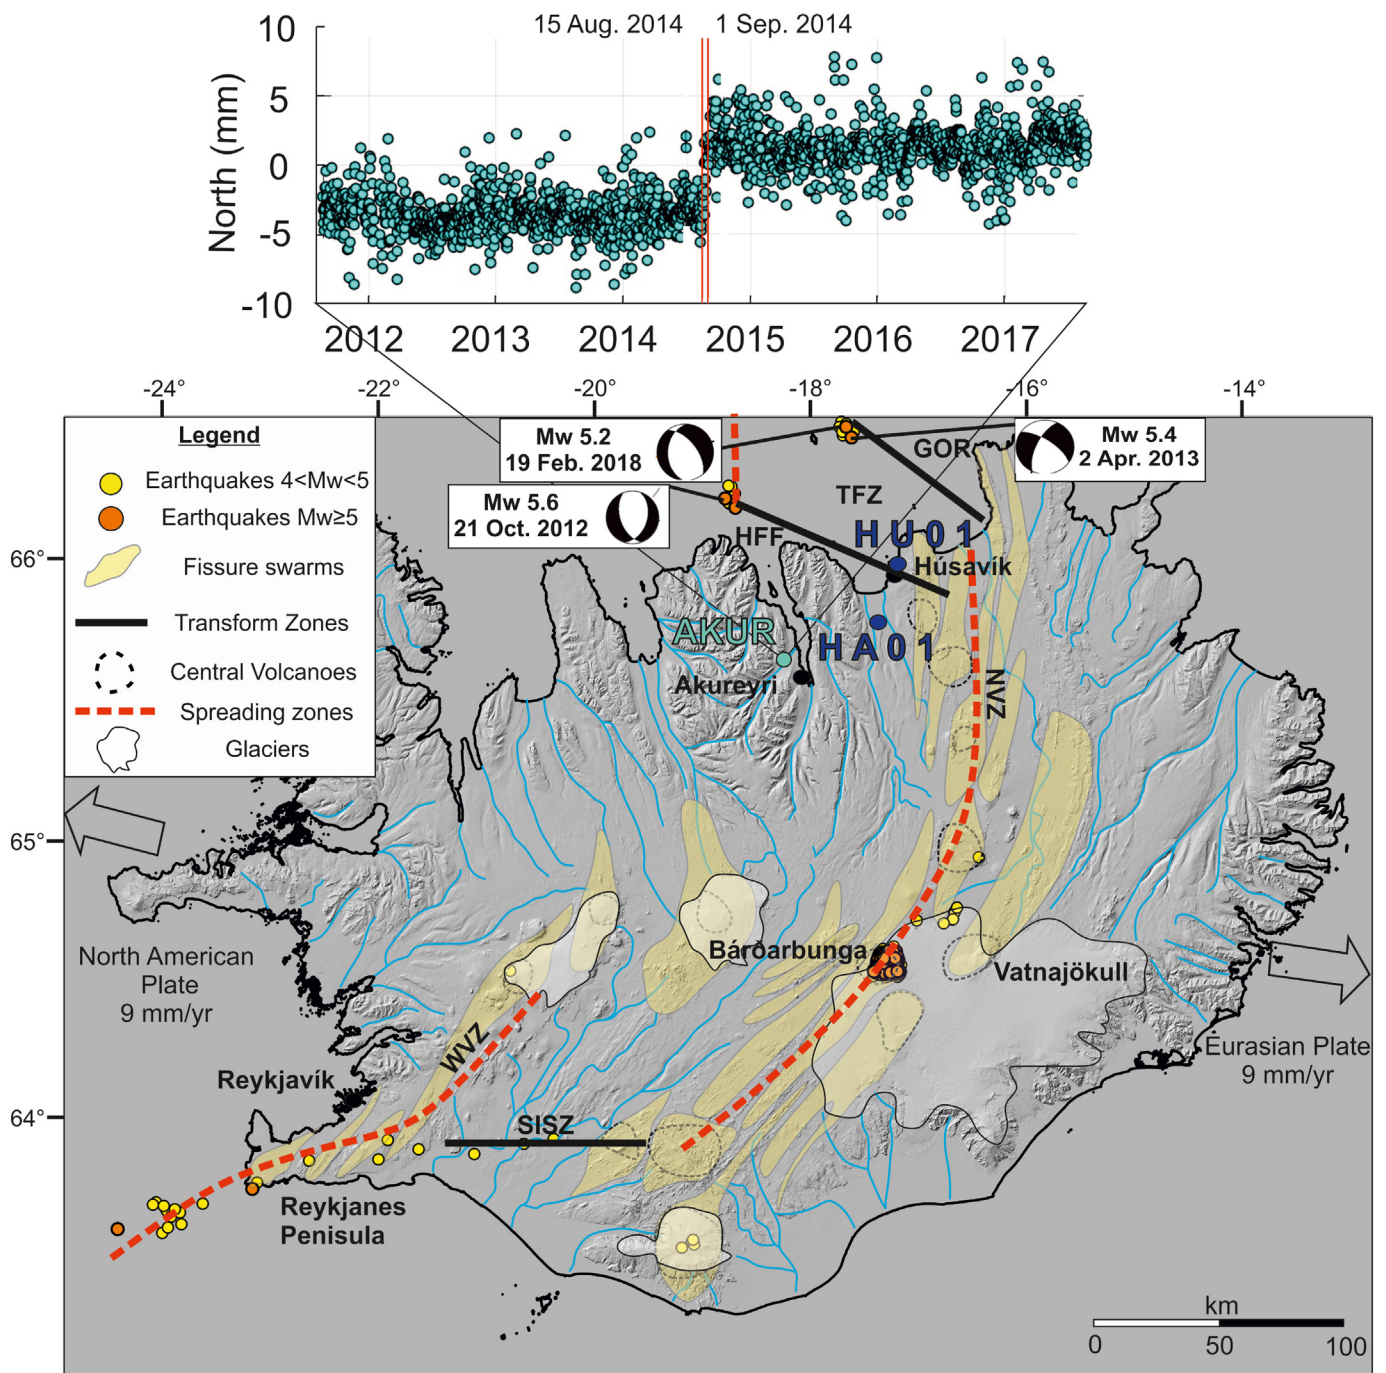 15 Aug. 2014
1 Sep. 2014
10
5
0
-5
-10
North (mm)
2012
2013
2014
2015
2016
2017
-24°
-22°
-20°
-18°
-16°
-14°
Legend
Earthquakes 4<Mw<5
Earthquakes Mw≥5
Fissure swarms
Transform Zones
Central Volcanoes
Spreading zones
Glaciers
Mw 5.2
19 Feb. 2018
Mw 5.6
21 Oct. 2012
Mw 5.4
2 Apr. 2013
GOR
TFZ
HFF
HU01
Húsavík
66°
AKUR
HA01
Akureyri
NVZ
65°
North American
Plate
9 mm/yr
Bárðarbunga
Vatnajökull
WVZ
Eurasian Plate
9 mm/yr
Reykjavík
64°
SISZ
Reykjanes
Penisula
km
0
50
100